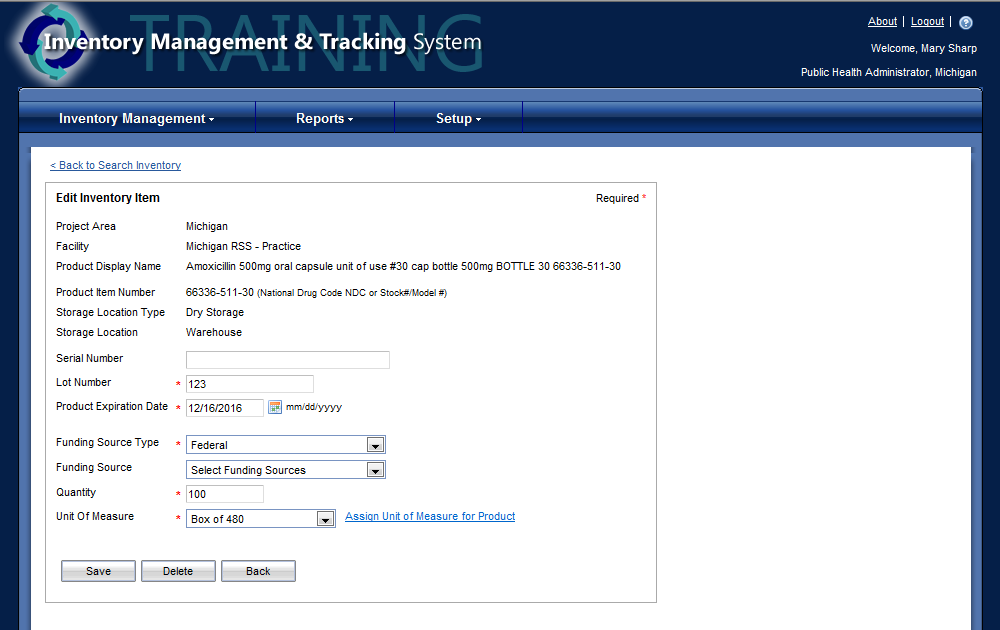 TRAINING
Inventory Management & Tracking System
About | Logout | ?
Welcome, Mary Sharp
Public Health Administrator, Michigan
Inventory Management Reports Setup
< Back to Search Inventory
Edit Inventory Item Required *
Project Area Michigan
Facility Michigan RSS - Practice
Product Display Name Amoxicillin 500mg oral capsule unit of use #30 cap bottle 500mg BOTTLE 30 66336-511-30
Product Item Number 66336-511-30 (National Drug Code NDC or Stock#/Model #)
Storage Location Type Dry Storage
Storage Location Warehouse
Serial Number
Lot Number * 123
Product Expiration Date * 12/16/2016 mm/dd/yyyy
Funding Source Type * Federal
Funding Source Select Funding Sources
Quantity * 100
Unit Of Measure * Box of 480 Assign Unit of Measure for Product
Save Delete Back